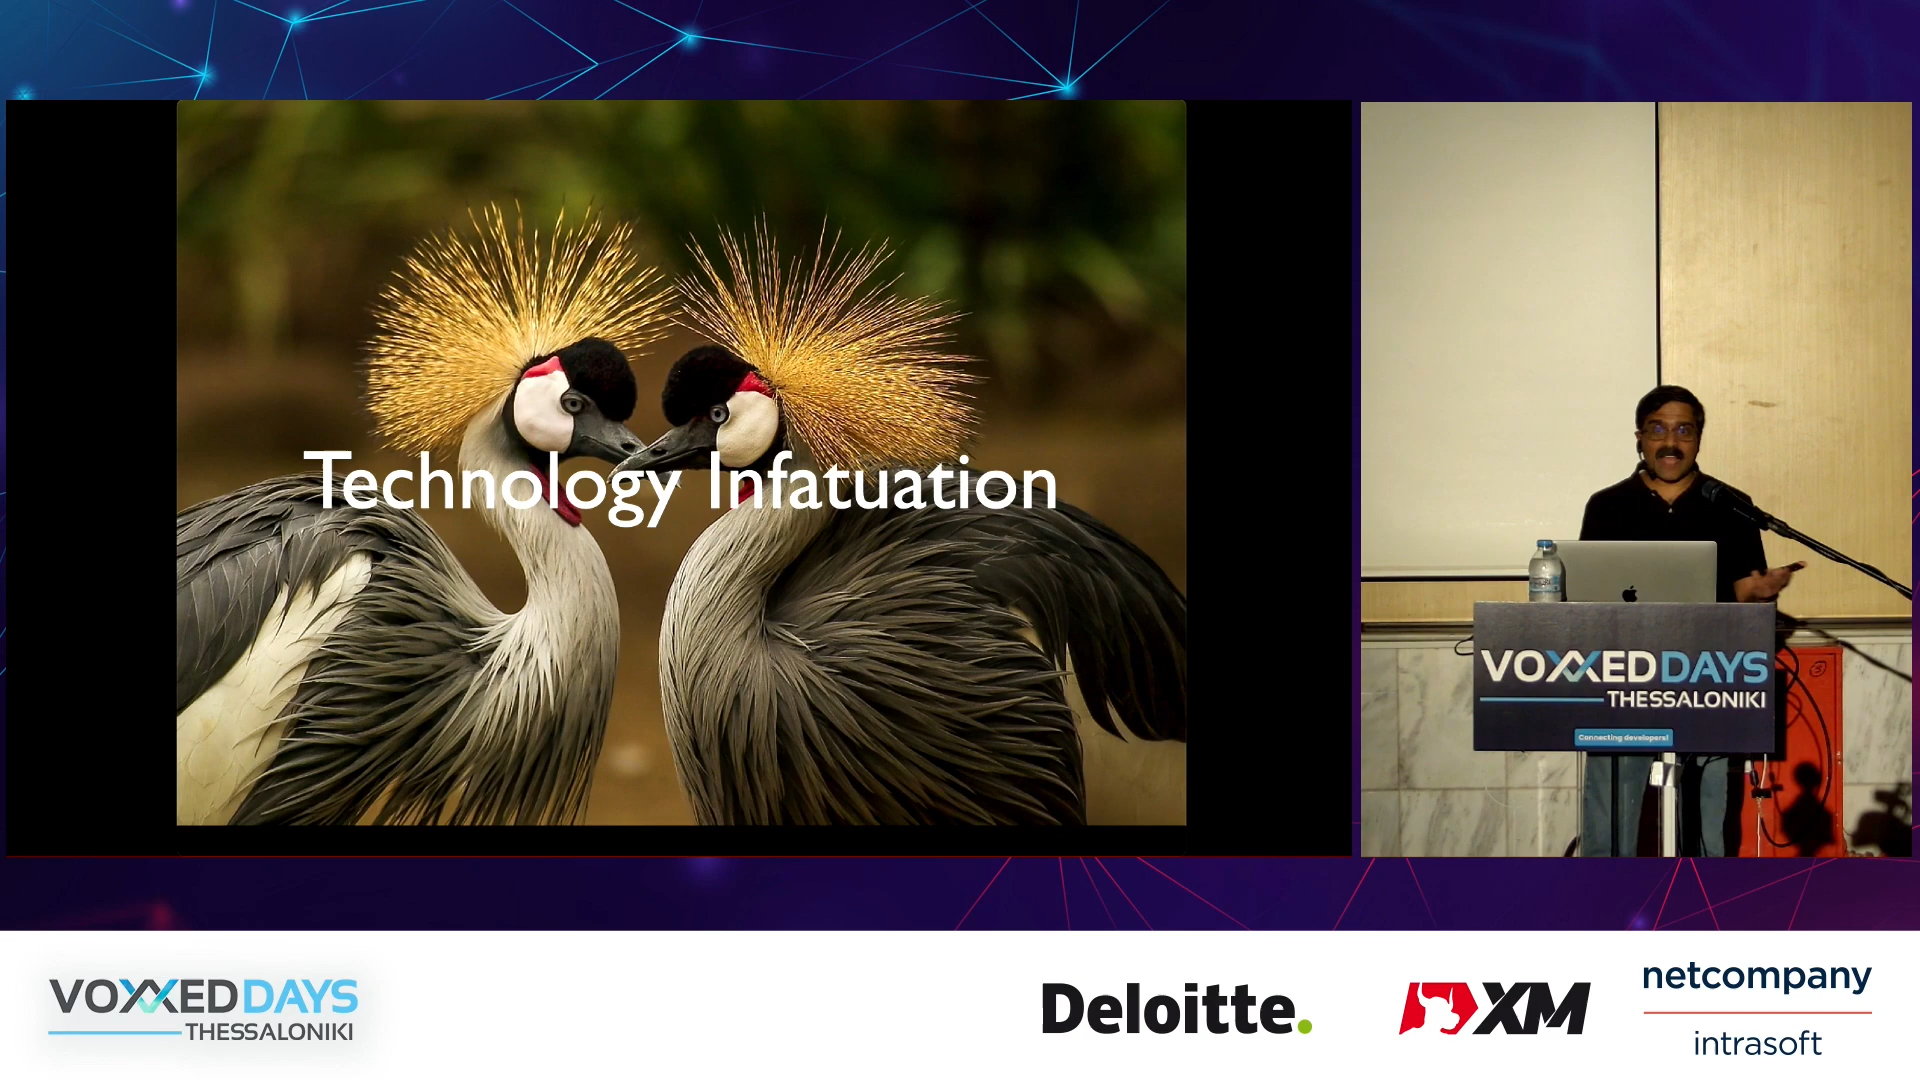 Technology Infatuation
VOXXED DAYS
THESSALONIKI
Connecting developers!
VOXXED DAYS
THESSALONIKI
Deloitte.
XM
netcompany
intrasoft